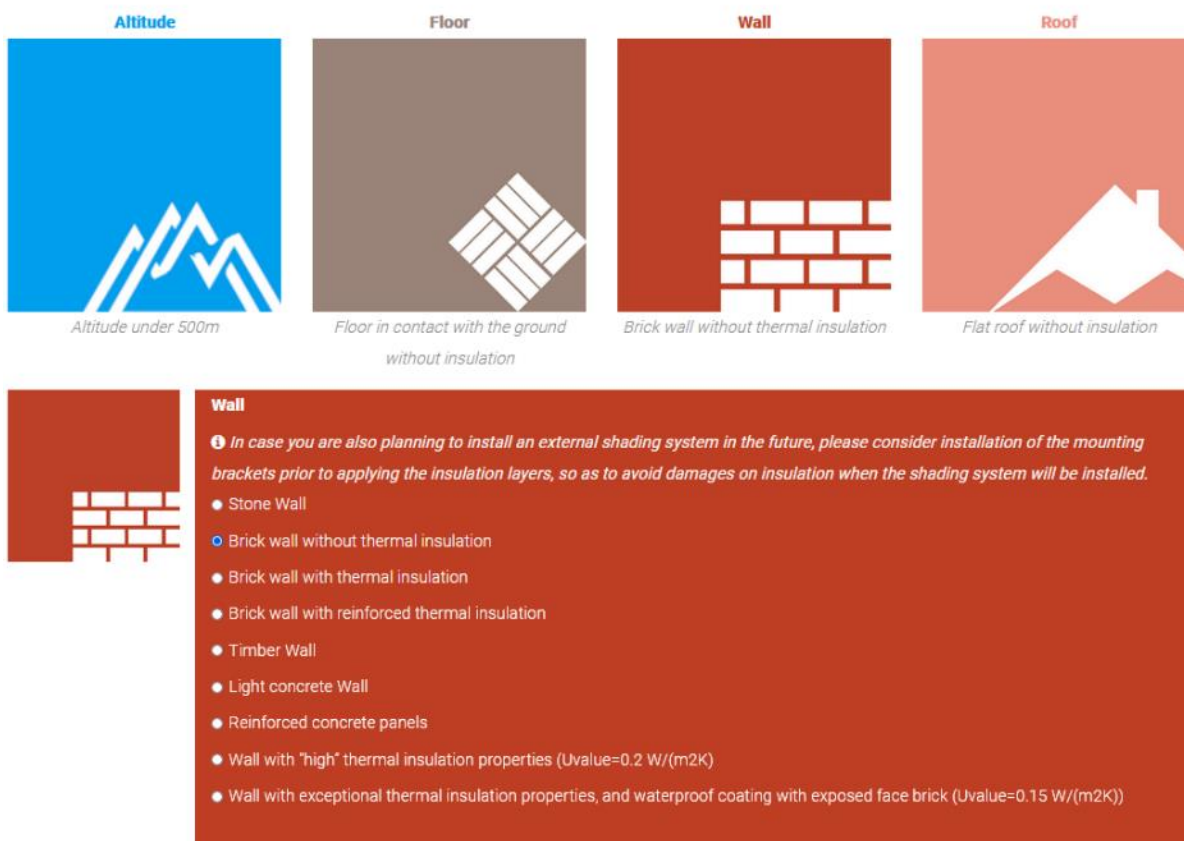 Altitude
Floor
Wall
Roof
Altitude under 500m
Floor in contact with the ground
without insulation
Brick wall without thermal insulation
Flat roof without insulation
Wall
In case you are also planning to install an external shading system in the future, please consider installation of the mounting
brackets prior to applying the insulation layers, so as to avoid damages on insulation when the shading system will be installed.
Stone Wall
Brick wall without thermal insulation
Brick wall with thermal insulation
Brick wall with reinforced thermal insulation
Timber Wall
Light concrete Wall
Reinforced concrete panels
Wall with "high" thermal insulation properties (Uvalue=0.2 W/(m2K)
Wall with exceptional thermal insulation properties, and waterproof coating with exposed face brick (Uvalue=0.15 W/(m2K))